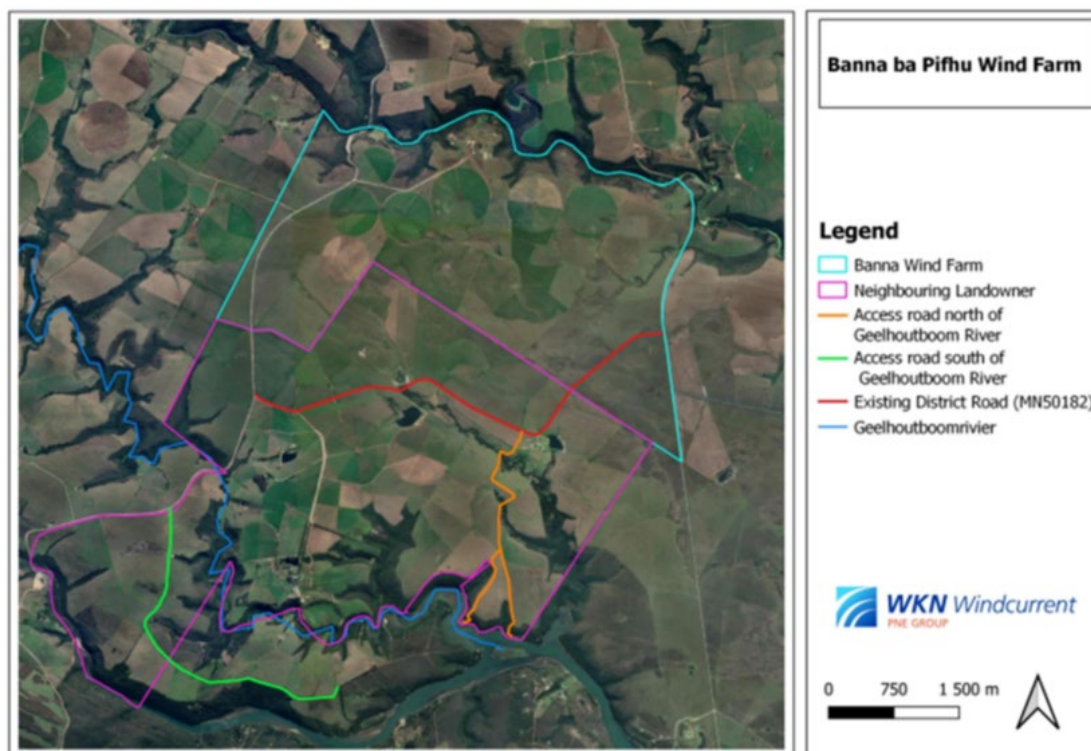 Banna ba Pifhu Wind Farm
Legend
Banna Wind Farm
Neighbouring Landowner
Access road north of
Geelhoutboom River
Access road south of
Geelhoutboom River
Existing District Road (MN50182)
Geelhoutboomrivier
WKN Windcurrent
PNE GROUP
0 750 1 500 m